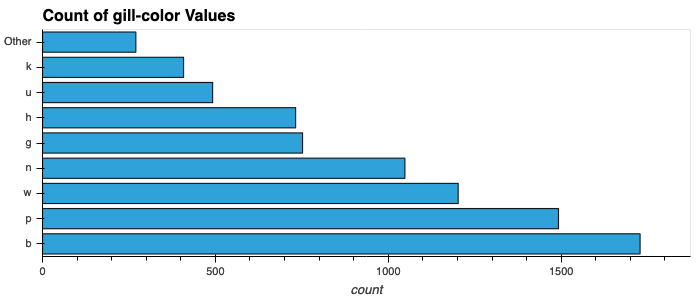 Count of gill-color Values
Other
k
u
h
g
n
w
p
b
0 500 1000 1500
count